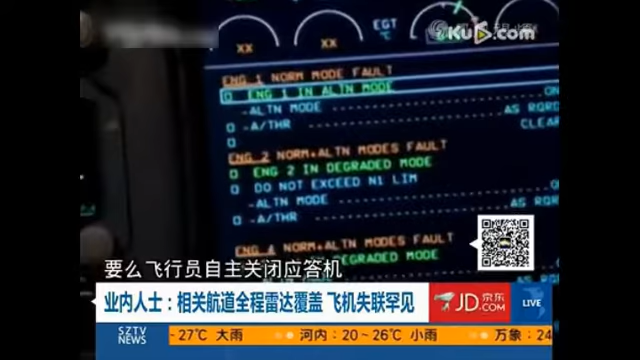 Ku6.com
EGT
°C
XX
XX
ENG 1 NORM MODE FAULT
ENG 1 IN ALTN MODE
-ALTN MODE ON
-A/THR AS RQRD
CLEAR
ENG 2 NORM+ALTN MODES FAULT
ENG 2 IN DEGRADED MODE
DO NOT EXCEED N1 LIM
-ALTN MODE ON
-A/THR AS RQRD
ENG 4 NORM+ALTN MODES FAULT
DEGRADED MODE
要么飞行员自主关闭应答机
业内人士：相关航道全程雷达覆盖 飞机失联罕见
JD.COM 京东
LIVE
SZTV
NEWS
~27℃ 大雨 河内：20~26℃ 小雨 万象：24